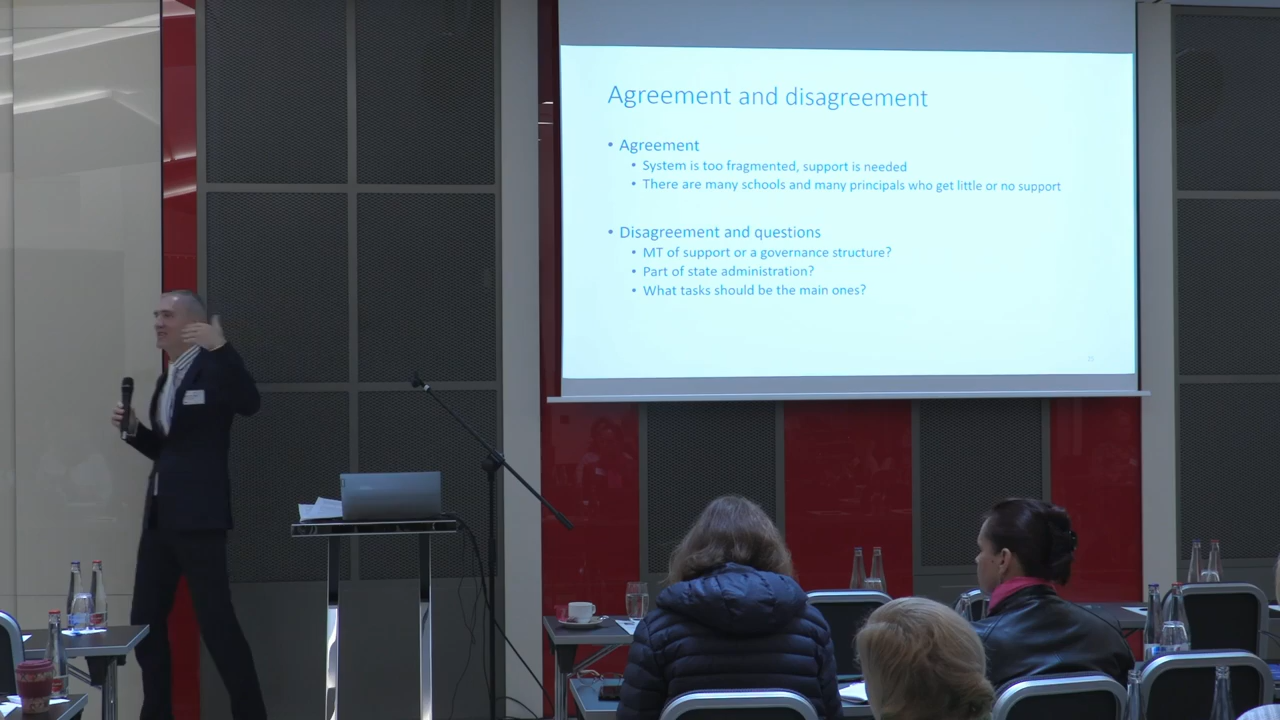 Agreement and disagreement
• Agreement
• System is too fragmented, support is needed
• There are many schools and many principals who get little or no support
• Disagreement and questions
• MT of support or a governance structure?
• Part of state administration?
• What tasks should be the main ones?